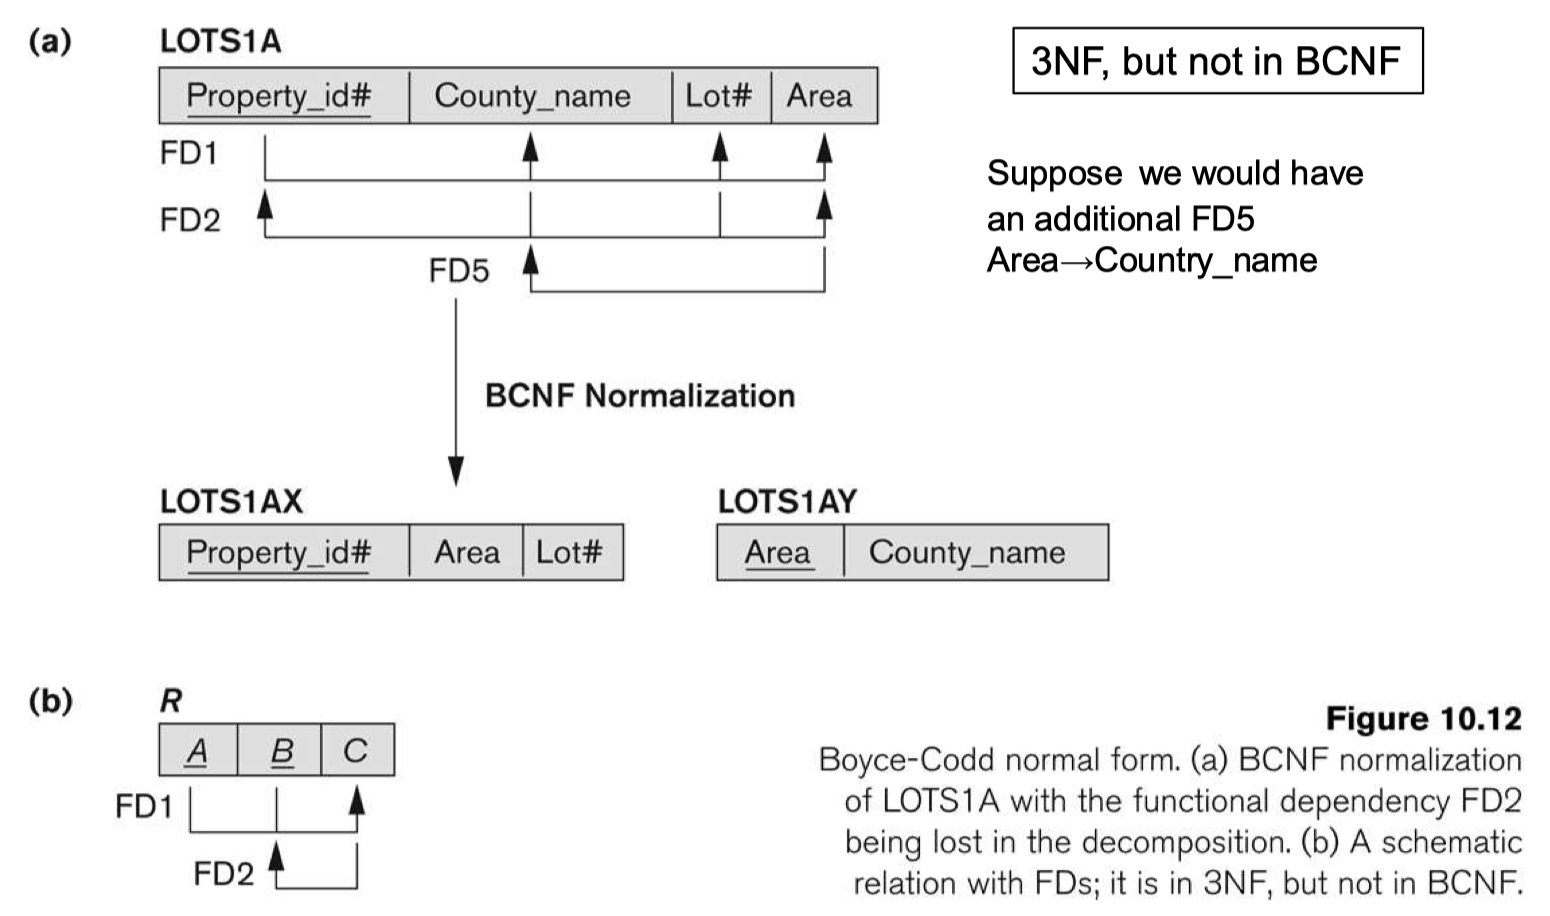 (a) LOTS1A
3NF, but not in BCNF
Property_id# County_name Lot# Area
FD1
FD2
FD5
Suppose we would have
an additional FD5
Area→Country_name
BCNF Normalization
LOTS1AX
Property_id# Area Lot#
LOTS1AY
Area County_name
(b) R
A B C
FD1
FD2
Figure 10.12
Boyce-Codd normal form. (a) BCNF normalization
of LOTS1A with the functional dependency FD2
being lost in the decomposition. (b) A schematic
relation with FDs; it is in 3NF, but not in BCNF.